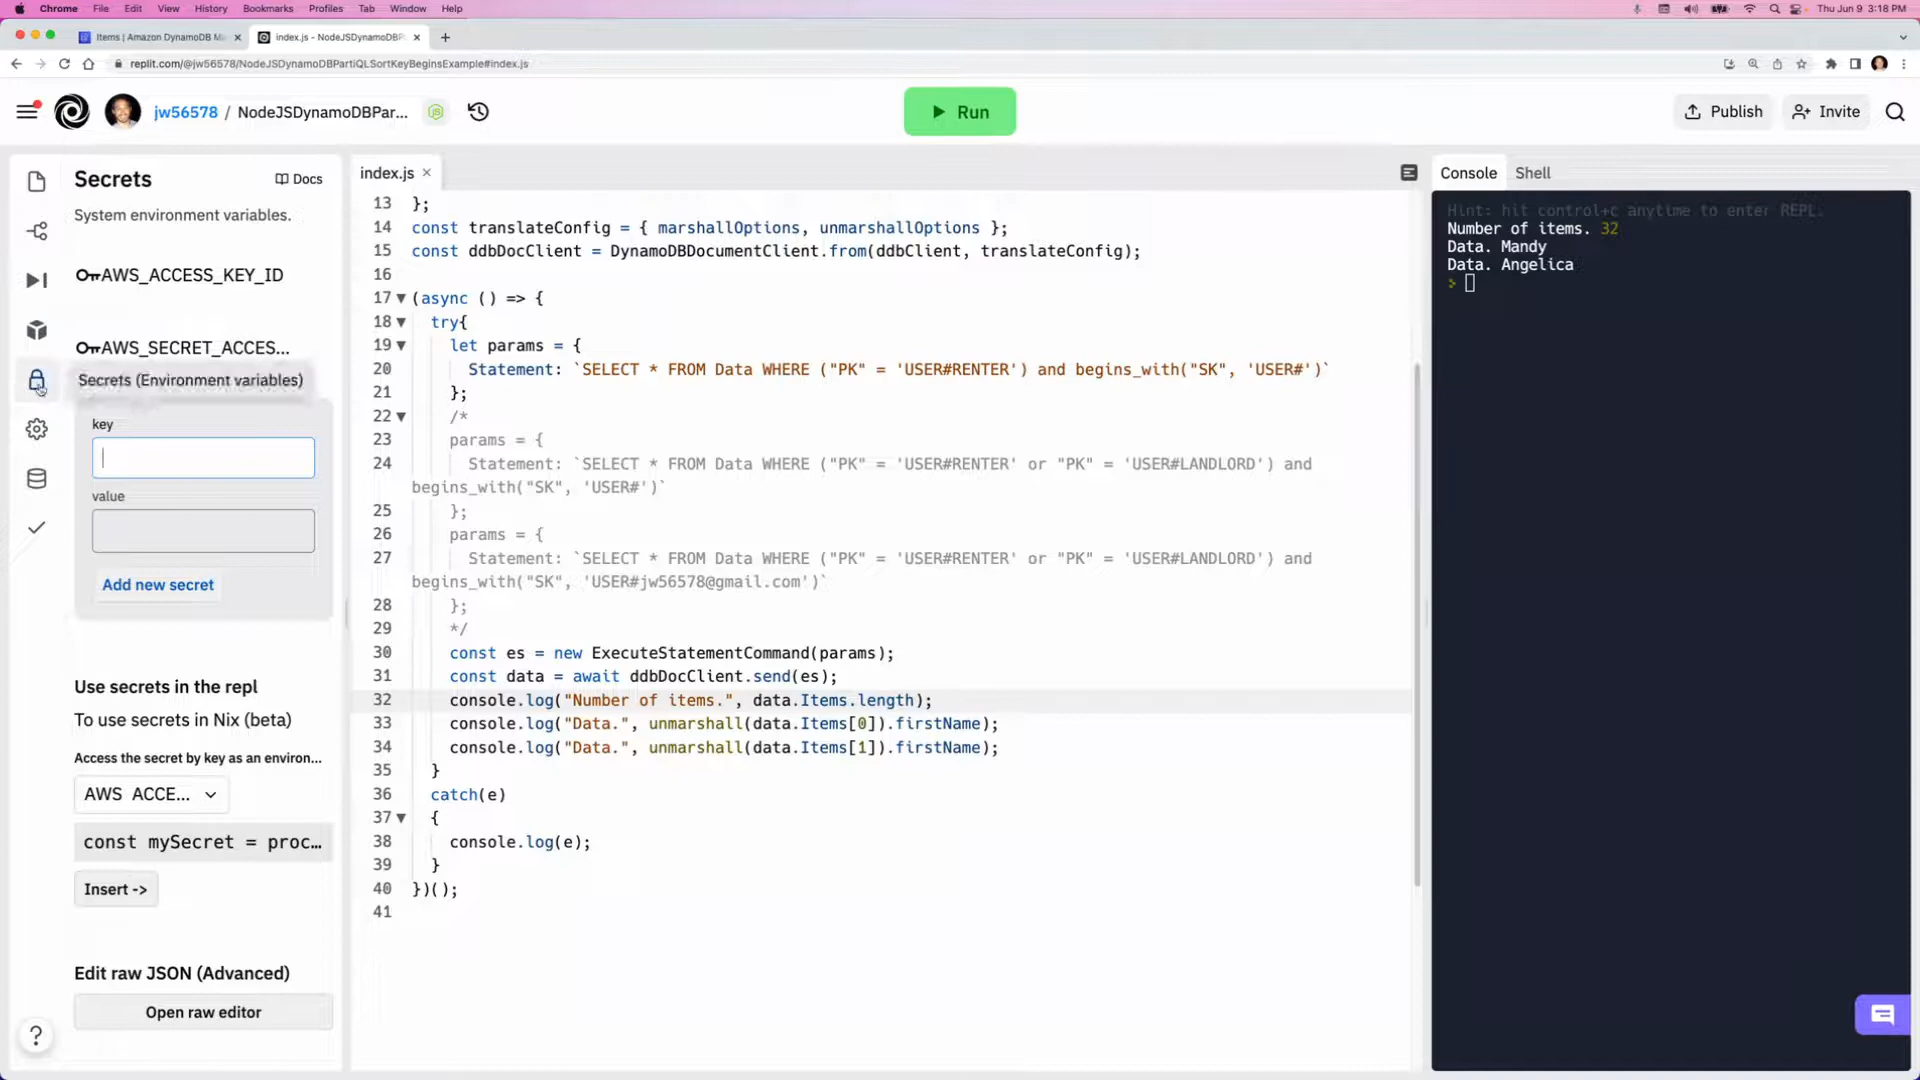 Chrome File Edit View History Bookmarks Profiles Tab Window Help
Thu Jun 9 3:18 PM
Items | Amazon DynamoDB M
index.js - NodeJSDynamoDBP
replit.com/@jw56578/NodeJSDynamoDBPartiQLSortKeyBeginsExample#index.js
jw56578 / NodeJSDynamoDBPar...
Run
Publish
Invite
Secrets
Docs
System environment variables.
AWS_ACCESS_KEY_ID
AWS_SECRET_ACCES...
Secrets (Environment variables)
key
value
Add new secret
Use secrets in the repl
To use secrets in Nix (beta)
Access the secret by key as an environ...
AWS ACCE...
const mySecret = proc...
Insert ->
Edit raw JSON (Advanced)
Open raw editor
?
index.js
13 };
14 const translateConfig = { marshallOptions, unmarshallOptions };
15 const ddbDocClient = DynamoDBDocumentClient.from(ddbClient, translateConfig);
16
17 (async () => {
18 try{
19 let params = {
20 Statement: `SELECT * FROM Data WHERE ("PK" = 'USER#RENTER') and begins_with("SK", 'USER#')`
21 };
22 /*
23 params = {
24 Statement: `SELECT * FROM Data WHERE ("PK" = 'USER#RENTER' or "PK" = 'USER#LANDLORD') and
begins_with("SK", 'USER#')`
25 };
26 params = {
27 Statement: `SELECT * FROM Data WHERE ("PK" = 'USER#RENTER' or "PK" = 'USER#LANDLORD') and
begins_with("SK", 'USER#jw56578@gmail.com')`
28 };
29 */
30 const es = new ExecuteStatementCommand(params);
31 const data = await ddbDocClient.send(es);
32 console.log("Number of items.", data.Items.length);
33 console.log("Data.", unmarshall(data.Items[0]).firstName);
34 console.log("Data.", unmarshall(data.Items[1]).firstName);
35 }
36 catch(e)
37 {
38 console.log(e);
39 }
40 })();
41
Console Shell
Hint: hit control+c anytime to enter REPL.
Number of items. 32
Data. Mandy
Data. Angelica
>